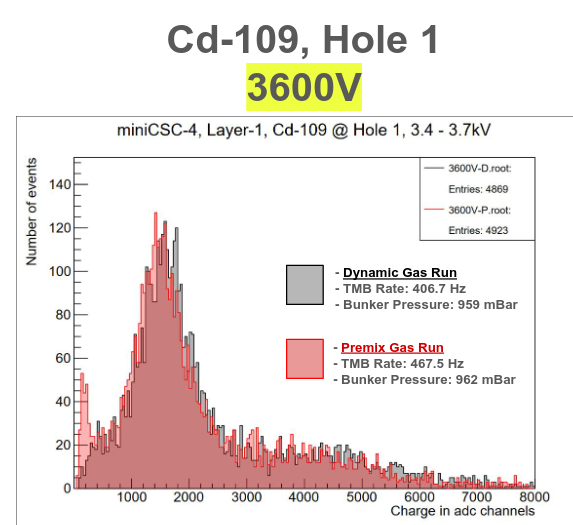 Cd-109, Hole 1
3600V
miniCSC-4, Layer-1, Cd-109 @ Hole 1, 3.4 - 3.7kV
Number of events
140
120
100
80
60
40
20
0
3600V-D.root:
Entries: 4869
3600V-P.root:
Entries: 4923
- Dynamic Gas Run
- TMB Rate: 406.7 Hz
- Bunker Pressure: 959 mBar
- Premix Gas Run
- TMB Rate: 467.5 Hz
- Bunker Pressure: 962 mBar
1000 2000 3000 4000 5000 6000 7000 8000
Charge in adc channels